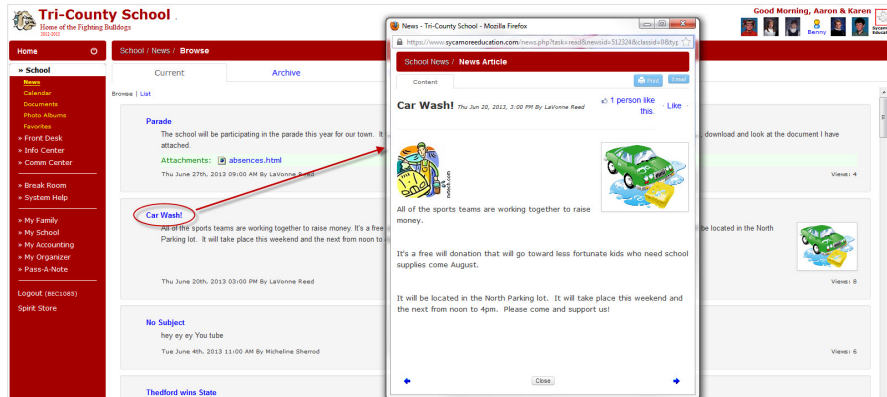 Tri-County School
Home of the Fighting Bulldogs
2012-2013
Good Morning, Aaron & Karen
Benny
Home
School / News / Browse
» School
News
Calendar
Documents
Photo Albums
Favorites
» Front Desk
» Info Center
» Comm Center
» Break Room
» System Help
» My Family
» My School
» My Accounting
» My Organizer
» Pass-A-Note
Logout (BEC1083)
Spirit Store
Current
Archive
Browse | List
Parade
The school will be participating in the parade this year for our town. It
, download and look at the document I have
attached.
Attachments: absences.html
Thu June 27th, 2013 09:00 AM By LaVonne Reed
Views: 4
Car Wash!
All of the sports teams are working together to raise money. It's a free
be located in the North
Parking lot. It will take place this weekend and the next from noon to
Thu June 20th, 2013 03:00 PM By LaVonne Reed
Views: 8
No Subject
hey ey ey You tube
Tue June 4th, 2013 11:00 AM By Micheline Sherrod
Views: 6
Thedford wins State
News - Tri-County School - Mozilla Firefox
https://www.sycamoreeducation.com/news.php?task=read&newsid=512324&classid=0&typ
School News / News Article
Content
Print
Email
Car Wash! Thu Jun 20, 2013, 3:00 PM By LaVonne Reed
1 person like this. · Like ·
All of the sports teams are working together to raise
money.
It's a free will donation that will go toward less fortunate kids who need school
supplies come August.
It will be located in the North Parking lot. It will take place this weekend and
the next from noon to 4pm. Please come and support us!
Close